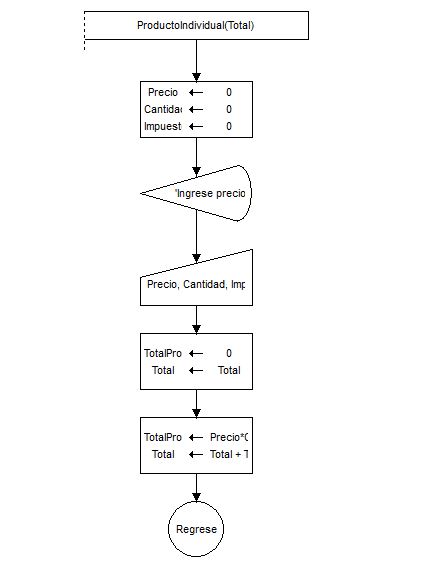 ProductoIndividual(Total)
Precio ← 0
Cantidad ← 0
Impuest ← 0
'Ingrese precio
Precio, Cantidad, Imp
TotalPro ← 0
Total ← Total
TotalPro ← Precio*C
Total ← Total + T
Regrese